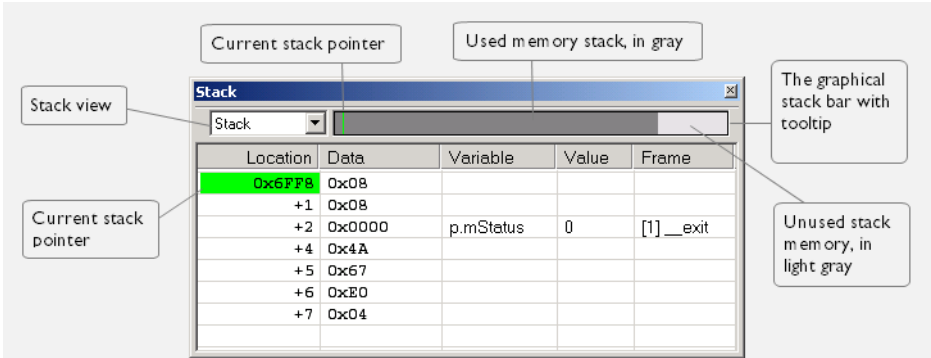 Current stack pointer
Used memory stack, in gray
The graphical
stack bar with
tooltip
Stack view
Stack
Stack
Location Data Variable Value Frame
0x6FF8 0x08
+1 0x08
+2 0x0000 p.mStatus 0 [1] __exit
+4 0x4A
+5 0x67
+6 0xE0
+7 0x04
Current stack
pointer
Unused stack
memory, in
light gray